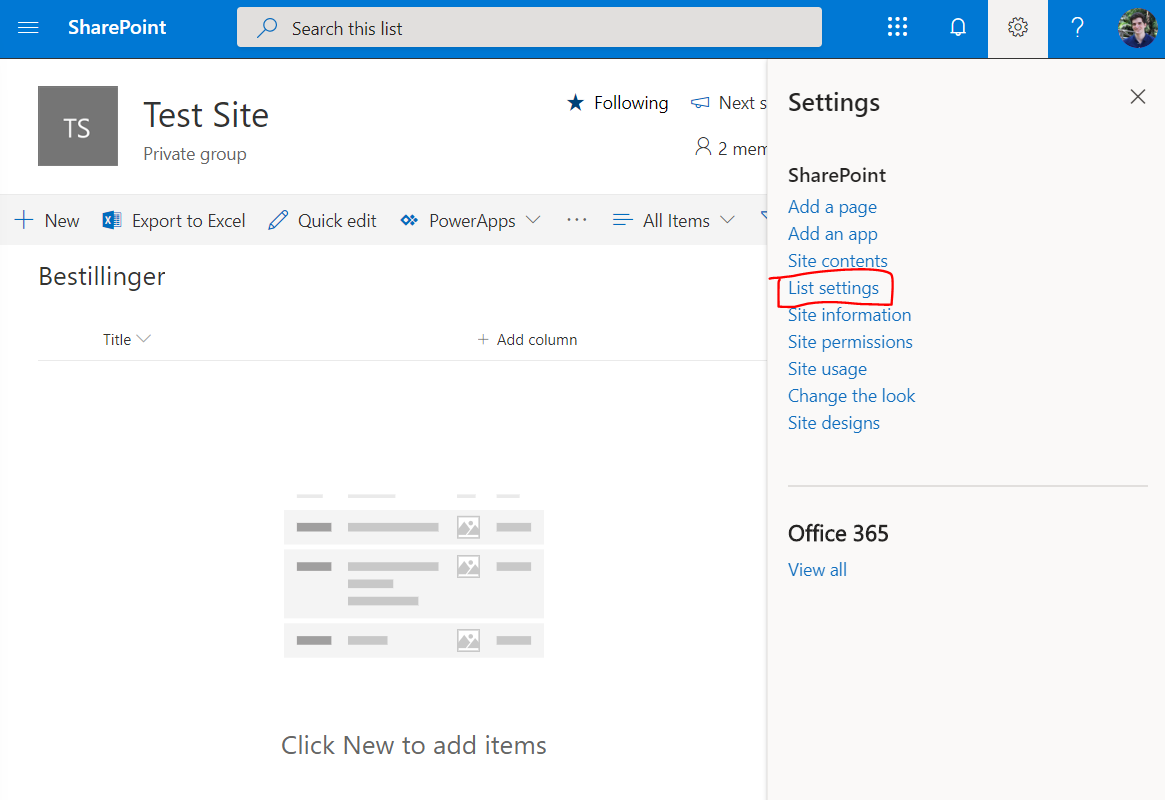 SharePoint
Search this list
?
TS
Test Site
Private group
Following
Next s
2 mem
New
Export to Excel
Quick edit
PowerApps
...
All Items
Bestillinger
Title
+ Add column
Click New to add items
Settings
SharePoint
Add a page
Add an app
Site contents
List settings
Site information
Site permissions
Site usage
Change the look
Site designs
Office 365
View all